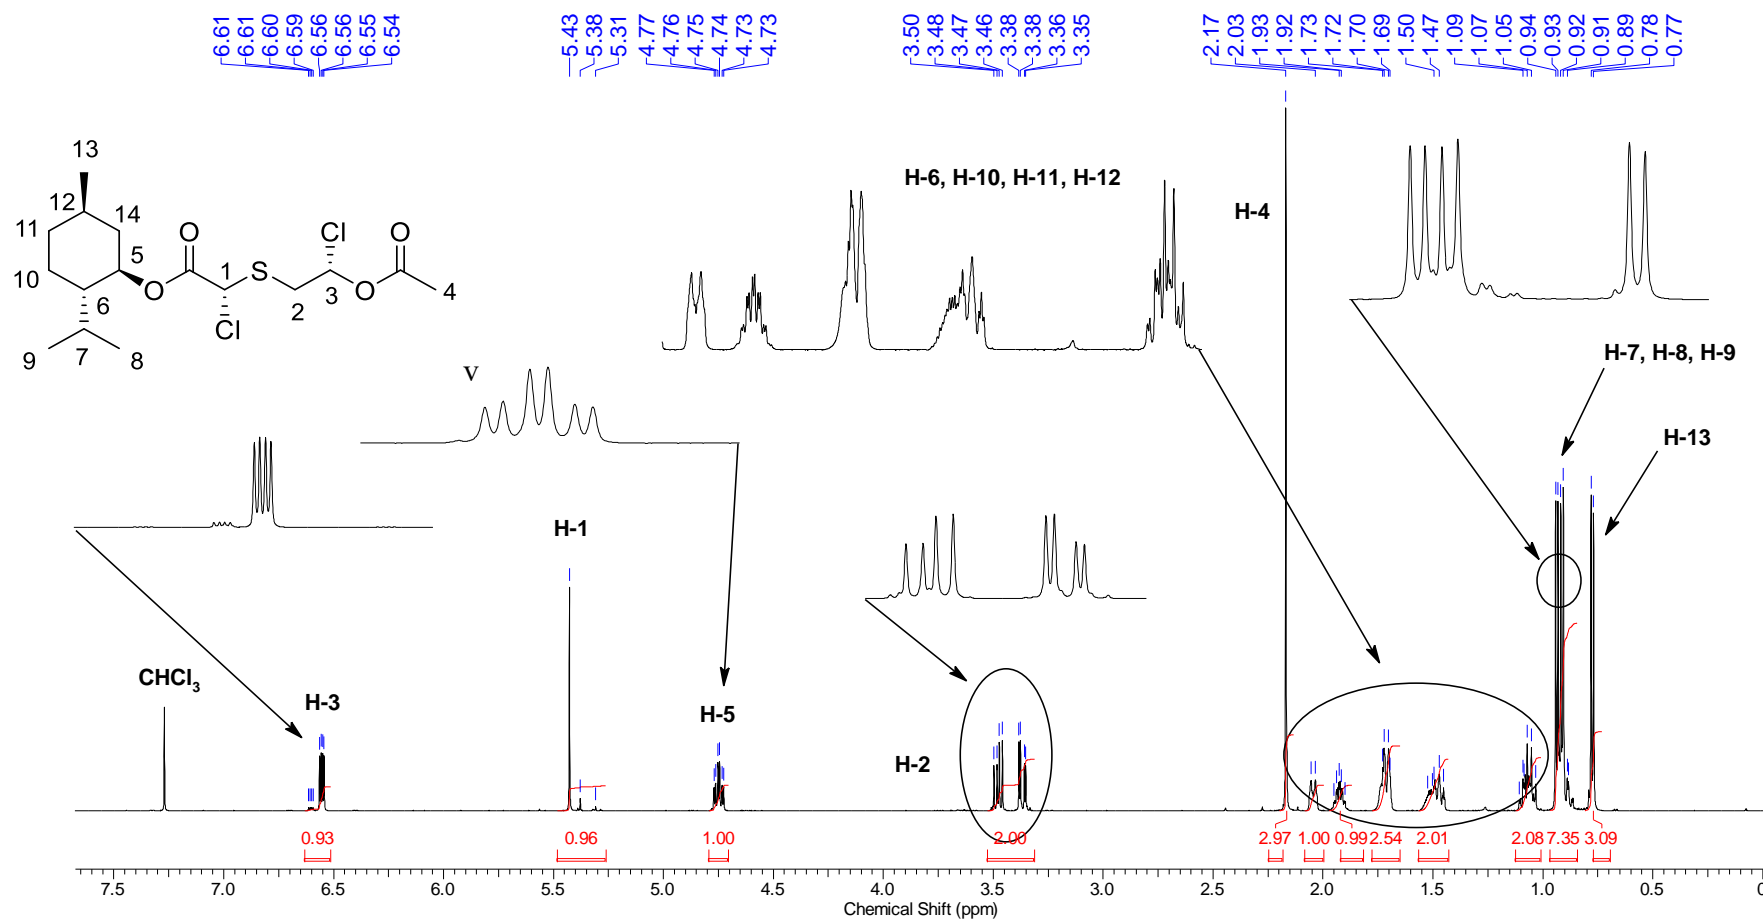 6.61 6.61 6.60 6.59 6.56 6.56 6.55 6.54 5.43 5.38 5.31 4.77 4.76 4.75 4.74 4.73 4.73 3.50 3.48 3.47 3.46 3.38 3.38 3.36 3.35 2.17 2.03 1.93 1.92 1.73 1.72 1.70 1.69 1.50 1.47 1.09 1.07 1.05 0.94 0.93 0.92 0.91 0.89 0.78 0.77
13
12
14
11
5
10
6
7
9
8
O
O
Cl
1
S
2
Cl
3
O
O
4
H-6, H-10, H-11, H-12
H-4
H-7, H-8, H-9
v
H-13
H-1
CHCl3
H-3
H-5
H-2
0.93 0.96 1.00 2.00 2.97 1.00 0.99 2.54 2.01 2.08 7.35 3.09
7.5 7.0 6.5 6.0 5.5 5.0 4.5 4.0 3.5 3.0 2.5 2.0 1.5 1.0 0.5 0
Chemical Shift (ppm)